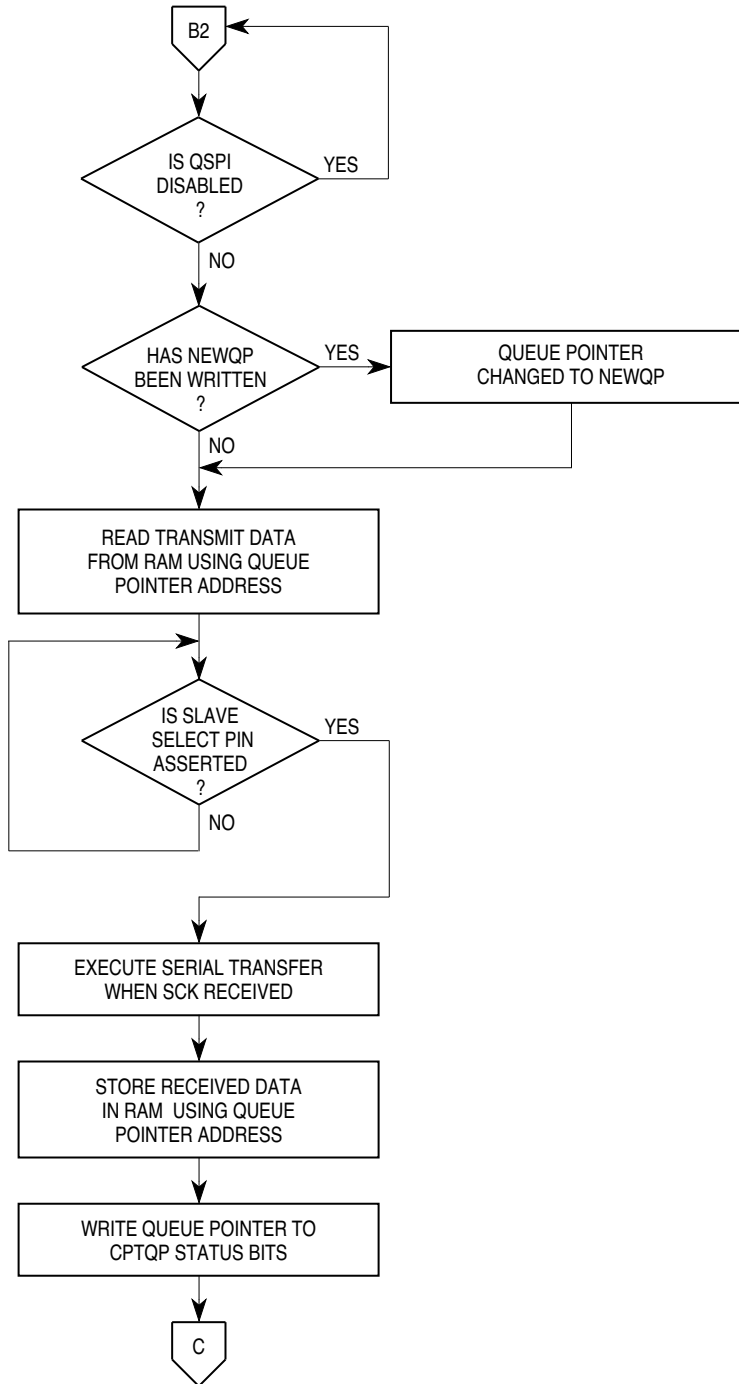 B2
IS QSPI
DISABLED
?
YES
NO
HAS NEWQP
BEEN WRITTEN
?
YES
QUEUE POINTER
CHANGED TO NEWQP
NO
READ TRANSMIT DATA
FROM RAM USING QUEUE
POINTER ADDRESS
IS SLAVE
SELECT PIN
ASSERTED
?
YES
NO
EXECUTE SERIAL TRANSFER
WHEN SCK RECEIVED
STORE RECEIVED DATA
IN RAM USING QUEUE
POINTER ADDRESS
WRITE QUEUE POINTER TO
CPTQP STATUS BITS
C